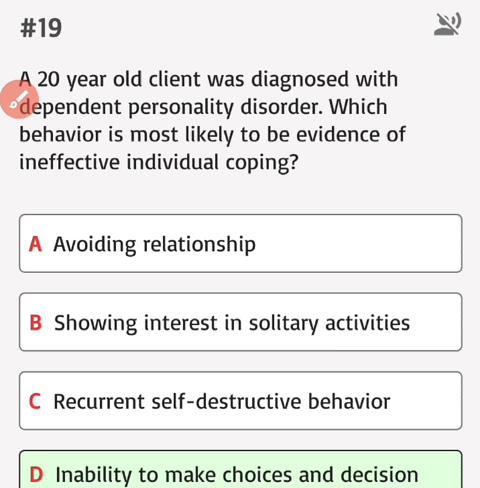 #19
A 20 year old client was diagnosed with
dependent personality disorder. Which
behavior is most likely to be evidence of
ineffective individual coping?
A Avoiding relationship
B Showing interest in solitary activities
C Recurrent self-destructive behavior
D Inability to make choices and decision